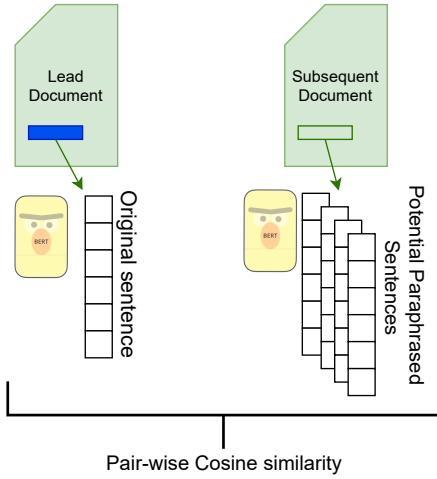 Lead
Document
Subsequent
Document
BERT
Original sentence
BERT
Potential Paraphrased
Sentences
Pair-wise Cosine similarity